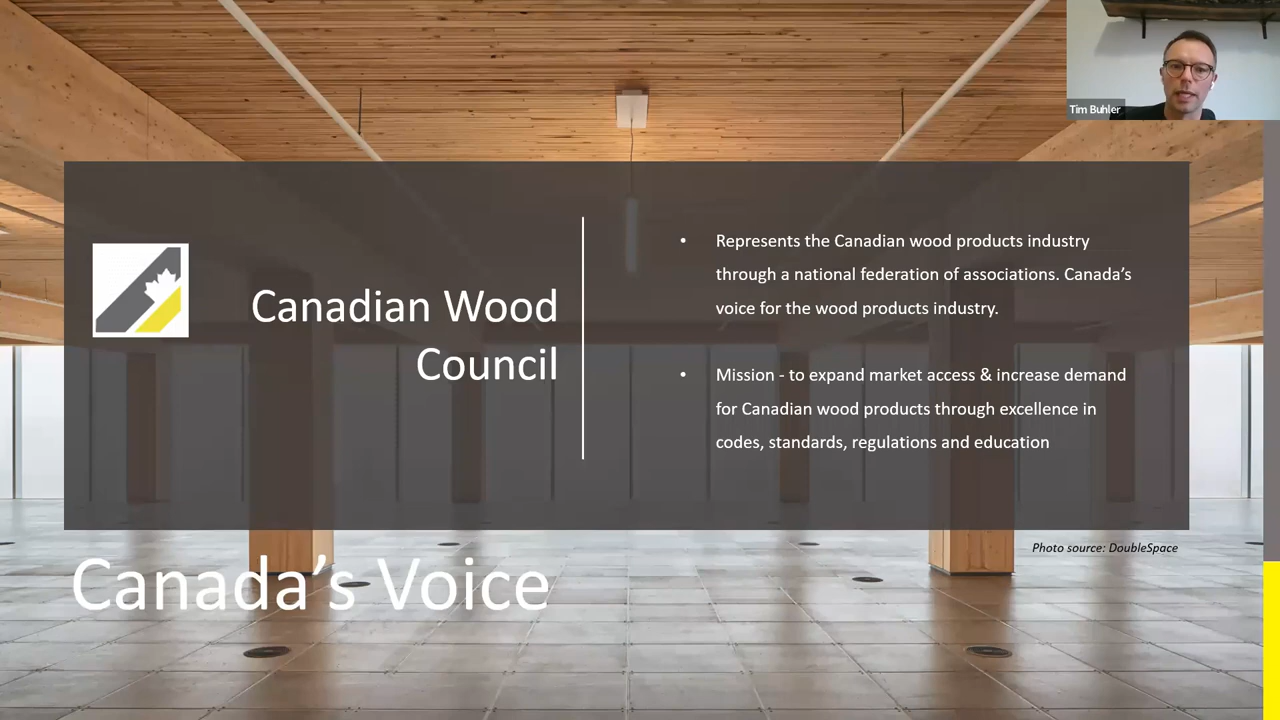 Tim Buhler
Canadian Wood
Council
• Represents the Canadian wood products industry
through a national federation of associations. Canada’s
voice for the wood products industry.
• Mission - to expand market access & increase demand
for Canadian wood products through excellence in
codes, standards, regulations and education
Photo source: DoubleSpace
Canada’s Voice